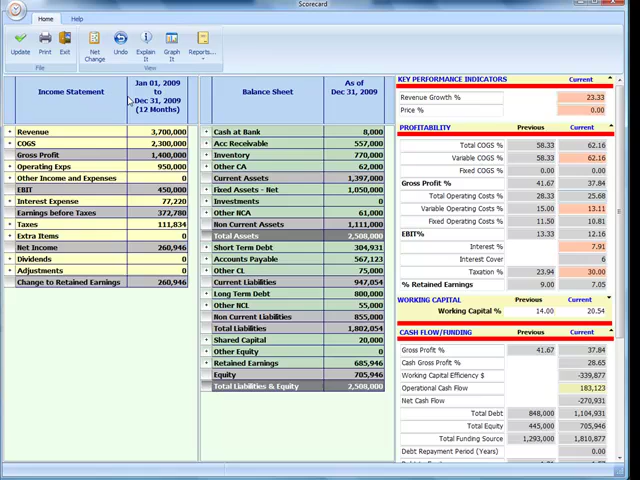 Scorecard
Home Help
Update Print Exit Net Change Undo Explain It Graph It Reports...
File View
Income Statement
Jan 01, 2009
to
Dec 31, 2009
(12 Months)
Revenue 3,700,000
COGS 2,300,000
Gross Profit 1,400,000
Operating Exps 950,000
Other Income and Expenses 0
EBIT 450,000
Interest Expense 77,220
Earnings before Taxes 372,780
Taxes 111,834
Extra Items 0
Net Income 260,946
Dividends 0
Adjustments 0
Change to Retained Earnings 260,946
Balance Sheet
As of
Dec 31, 2009
Cash at Bank 8,000
Acc Receivable 557,000
Inventory 770,000
Other CA 62,000
Current Assets 1,397,000
Fixed Assets - Net 1,050,000
Investments 0
Other NCA 61,000
Non Current Assets 1,111,000
Total Assets 2,508,000
Short Term Debt 304,931
Accounts Payable 567,123
Other CL 75,000
Current Liabilities 947,054
Long Term Debt 800,000
Other NCL 55,000
Non Current Liabilities 855,000
Total Liabilities 1,802,054
Shared Capital 20,000
Other Equity 0
Retained Earnings 685,946
Equity 705,946
Total Liabilities & Equity 2,508,000
KEY PERFORMANCE INDICATORS Current
Revenue Growth % 23.33
Price % 0.00
PROFITABILITY Previous Current
Total COGS % 58.33 62.16
Variable COGS % 58.33 62.16
Fixed COGS % 0.00 0.00
Gross Profit % 41.67 37.84
Total Operating Costs % 28.33 25.68
Variable Operating Costs % 15.00 13.11
Fixed Operating Costs % 11.50 10.81
EBIT% 13.33 12.16
Interest % 7.91
Interest Cover 6
Taxation % 23.94 30.00
% Retained Earnings 9.00 7.05
WORKING CAPITAL Previous Current
Working Capital % 14.00 20.54
CASH FLOW/FUNDING Previous Current
Gross Profit % 41.67 37.84
Cash Gross Profit % 28.65
Working Capital Efficiency $ -339,877
Operational Cash Flow 183,123
Net Cash Flow -270,931
Total Debt 848,000 1,104,931
Total Equity 445,000 705,946
Total Funding Source 1,293,000 1,810,877
Debt Repayment Period (Years) 0.00